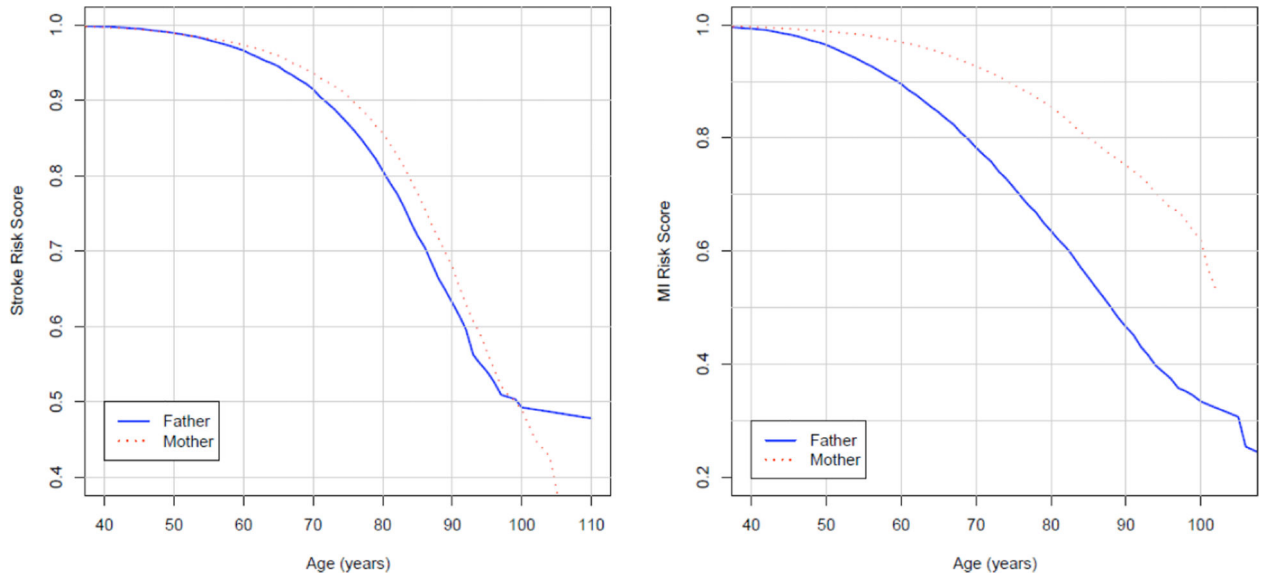 Stroke Risk Score
1.0
0.9
0.8
0.7
0.6
0.5
0.4
Father
Mother
40 50 60 70 80 90 100 110
Age (years)
MI Risk Score
1.0
0.8
0.6
0.4
0.2
Father
Mother
40 50 60 70 80 90 100
Age (years)